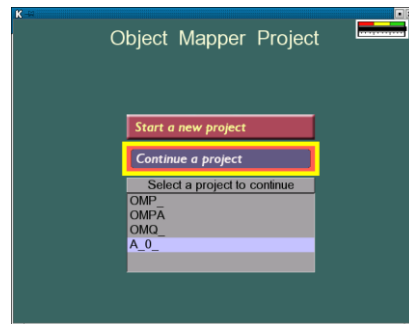 K
Object Mapper Project
Start a new project
Continue a project
Select a project to continue
OMP_
OMPA
OMQ_
A_0_